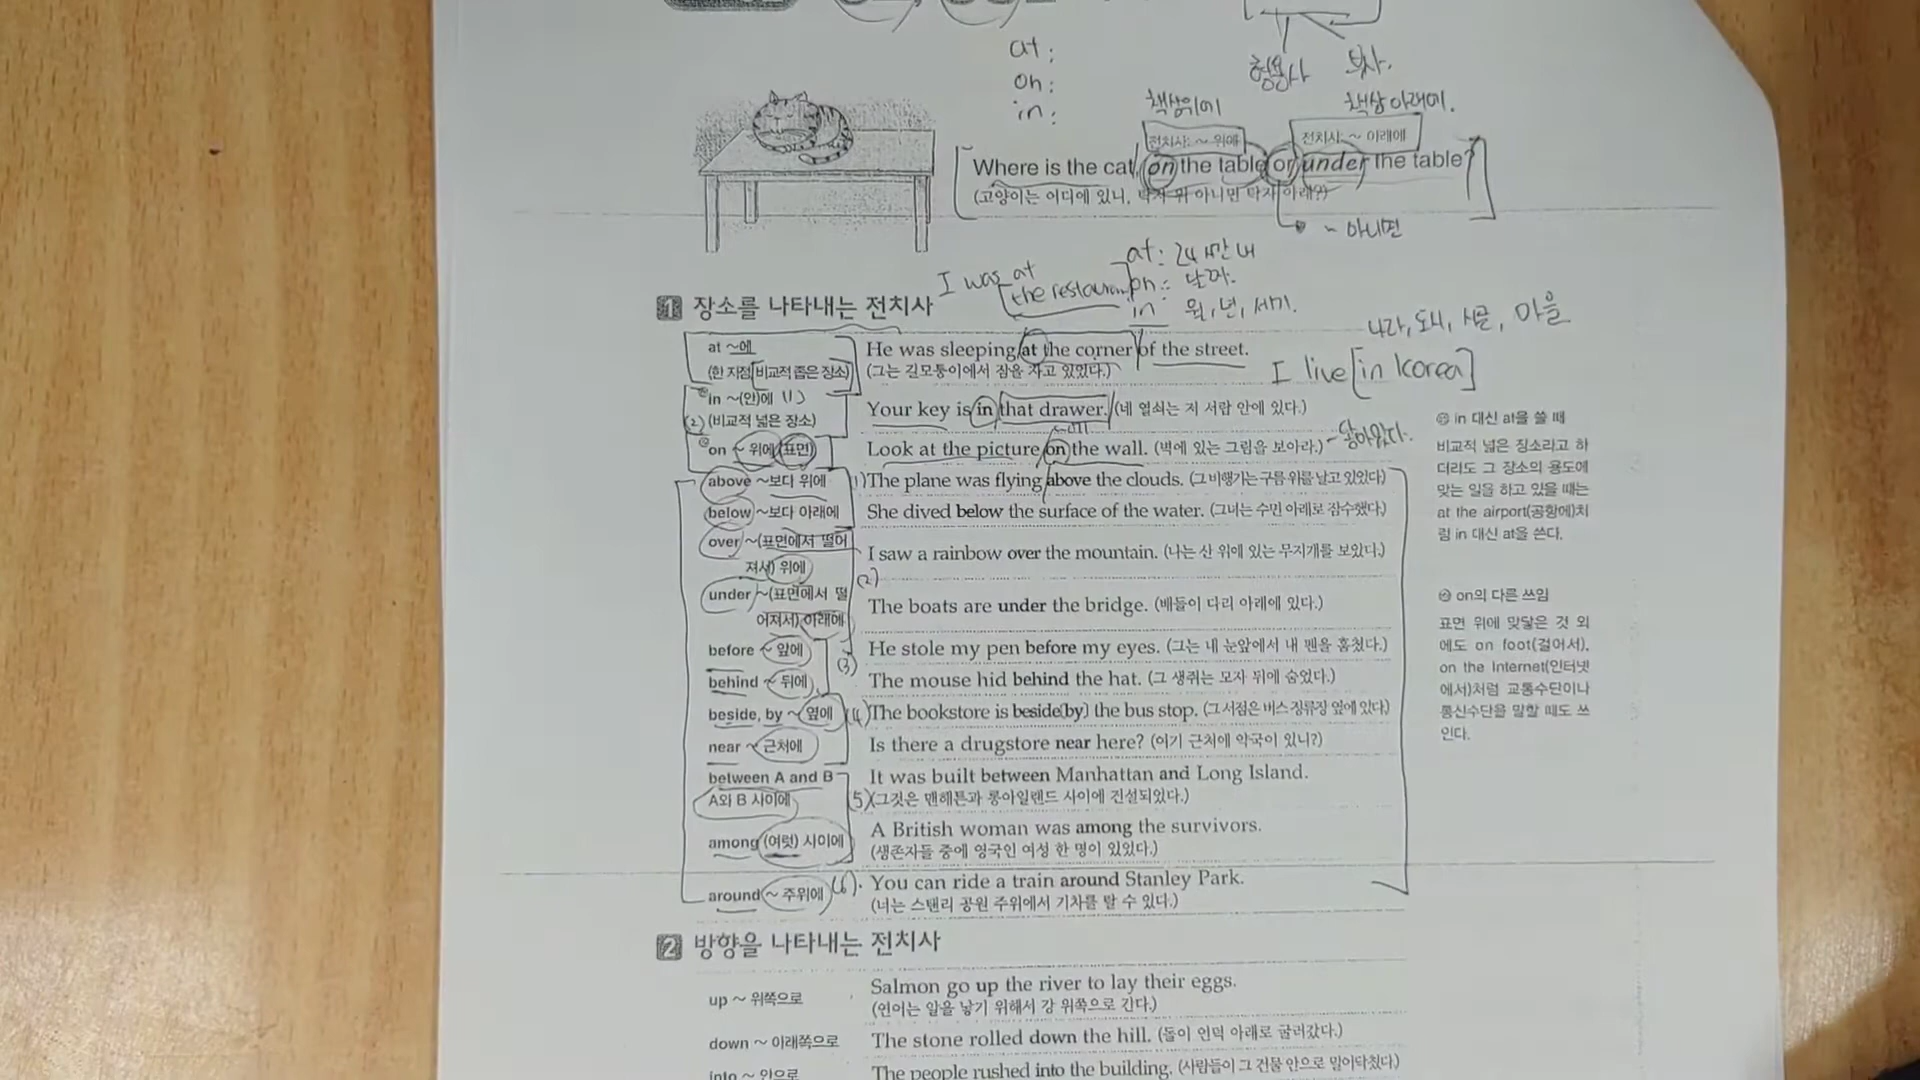 at :
on :
in :
형용사 부사.
책상위에 책상아래에.
전치사: ~ 위에 전치사: ~ 아래에
Where is the cat, on the table or under the table?
(고양이는 어디에 있니, 탁자 위 아니면 탁자 아래?)
~ 아니면
I was at the restaurant
at : 24시간 내
on : 날짜.
in 월, 년, 세기.
1 장소를 나타내는 전치사
나라, 도시, 시골, 마을
I live [in Korea]
at ~에
(한 지점, 비교적 좁은 장소)
He was sleeping at the corner of the street.
(그는 길모퉁이에서 잠을 자고 있었다.)
in ~(안)에 (1)
(2) (비교적 넓은 장소)
Your key is in that drawer. (네 열쇠는 저 서랍 안에 있다.)
on ~ 위에 (표면)
Look at the picture on the wall. (벽에 있는 그림을 보아라.) ~닿아있다.
above ~보다 위에 (1) The plane was flying above the clouds. (그 비행기는 구름 위를 날고 있었다.)
below ~보다 아래에 She dived below the surface of the water. (그녀는 수면 아래로 잠수했다.)
over ~(표면에서 떨어
져서) 위에
I saw a rainbow over the mountain. (나는 산 위에 있는 무지개를 보았다.)
(2)
under ~(표면에서 떨
어져서) 아래에
The boats are under the bridge. (배들이 다리 아래에 있다.)
before ~ 앞에 He stole my pen before my eyes. (그는 내 눈앞에서 내 펜을 훔쳤다.)
(3)
behind ~ 뒤에 The mouse hid behind the hat. (그 생쥐는 모자 뒤에 숨었다.)
beside, by ~ 옆에 (4) The bookstore is beside(by) the bus stop. (그 서점은 버스 정류장 옆에 있다.)
near ~ 근처에 Is there a drugstore near here? (여기 근처에 약국이 있니?)
between A and B
A와 B 사이에
It was built between Manhattan and Long Island.
(5) (그것은 맨해튼과 롱아일랜드 사이에 건설되었다.)
among (여럿) 사이에
A British woman was among the survivors.
(생존자들 중에 영국인 여성 한 명이 있었다.)
around ~ 주위에 (6).
You can ride a train around Stanley Park.
(너는 스탠리 공원 주위에서 기차를 탈 수 있다.)
in 대신 at을 쓸 때
비교적 넓은 장소라고 하
더라도 그 장소의 용도에
맞는 일을 하고 있을 때는
at the airport(공항에)처
럼 in 대신 at을 쓴다.
on의 다른 쓰임
표면 위에 맞닿은 것 외
에도 on foot(걸어서),
on the Internet(인터넷
에서)처럼 교통수단이나
통신수단을 말할 때도 쓰
인다.
2 방향을 나타내는 전치사
up ~ 위쪽으로
Salmon go up the river to lay their eggs.
(연어는 알을 낳기 위해서 강 위쪽으로 간다.)
down ~ 아래쪽으로 The stone rolled down the hill. (돌이 언덕 아래로 굴러갔다.)
into ~ 안으로 The people rushed into the building. (사람들이 그 건물 안으로 밀어닥쳤다.)